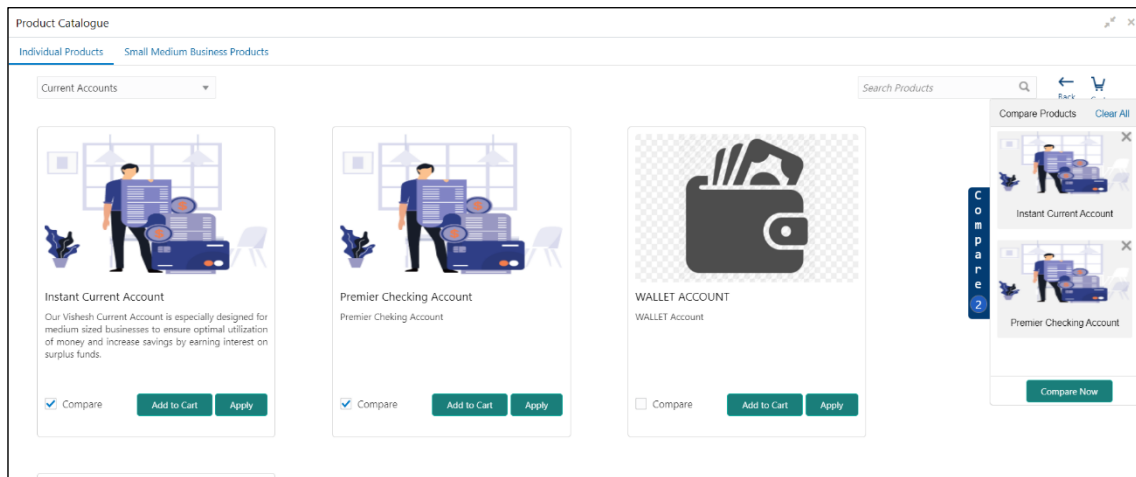 Product Catalogue
Individual Products Small Medium Business Products
Current Accounts
Search Products
Back
Compare Products Clear All
Instant Current Account
Premier Checking Account
Compare Now
Compare
2
Instant Current Account
Our Vishesh Current Account is especially designed for
medium sized businesses to ensure optimal utilization
of money and increase savings by earning interest on
surplus funds.
Compare Add to Cart Apply
Premier Checking Account
Premier Cheking Account
Compare Add to Cart Apply
WALLET ACCOUNT
WALLET Account
Compare Add to Cart Apply